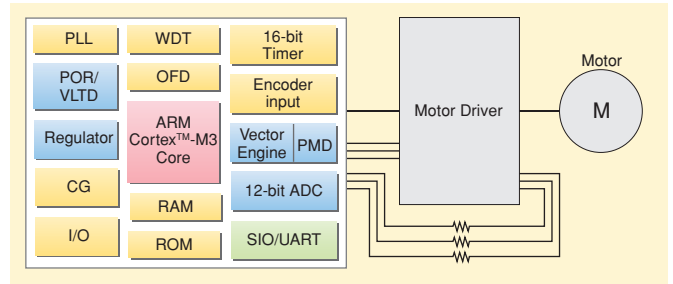 PLL
POR/
VLTD
Regulator
CG
I/O
WDT
OFD
ARM
Cortex™-M3
Core
RAM
ROM
16-bit
Timer
Encoder
input
Vector
Engine
PMD
12-bit ADC
SIO/UART
Motor Driver
Motor
M